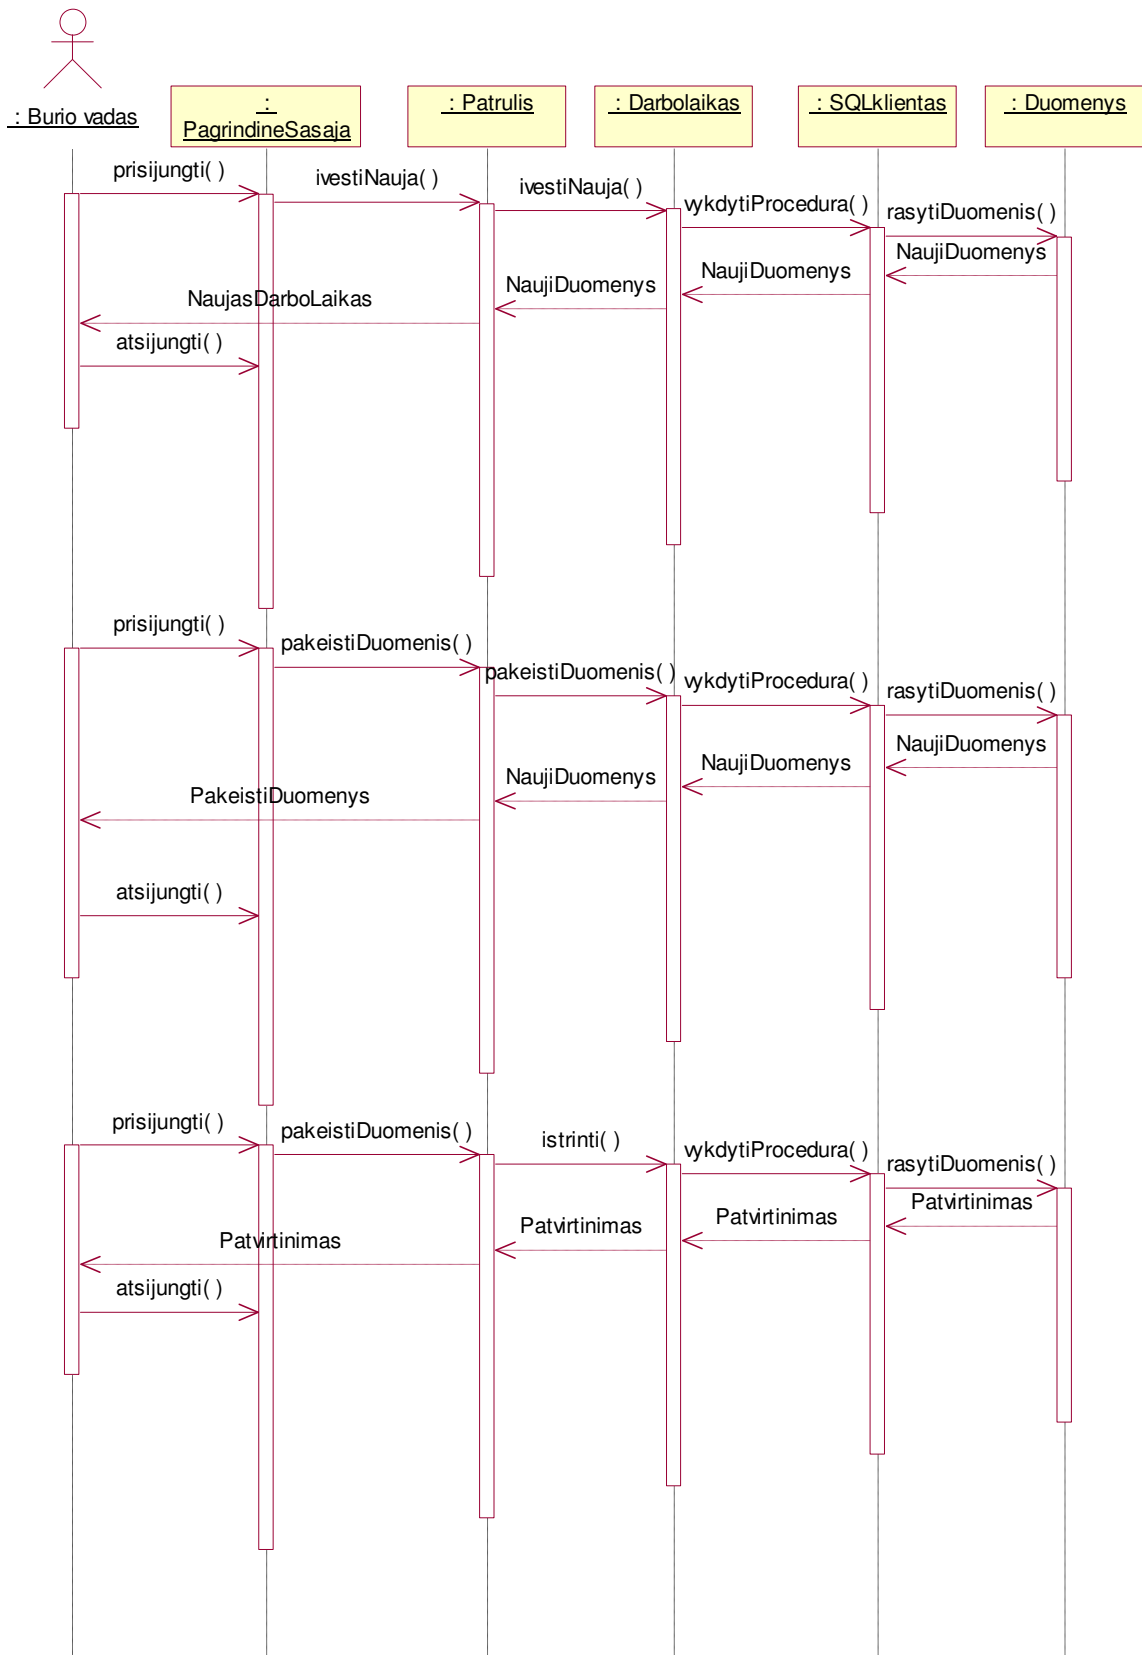 : Burio vadas
:
PagrindineSasaja
: Patrulis
: Darbolaikas
: SQLklientas
: Duomenys
prisijungti( )
ivestiNauja( )
ivestiNauja( )
vykdytiProcedura( )
rasytiDuomenis( )
NaujiDuomenys
NaujiDuomenys
NaujiDuomenys
NaujasDarboLaikas
atsijungti( )
prisijungti( )
pakeistiDuomenis( )
pakeistiDuomenis( )
vykdytiProcedura( )
rasytiDuomenis( )
NaujiDuomenys
NaujiDuomenys
NaujiDuomenys
PakeistiDuomenys
atsijungti( )
prisijungti( )
pakeistiDuomenis( )
istrinti( )
vykdytiProcedura( )
rasytiDuomenis( )
Patvirtinimas
Patvirtinimas
Patvirtinimas
Patvirtinimas
atsijungti( )